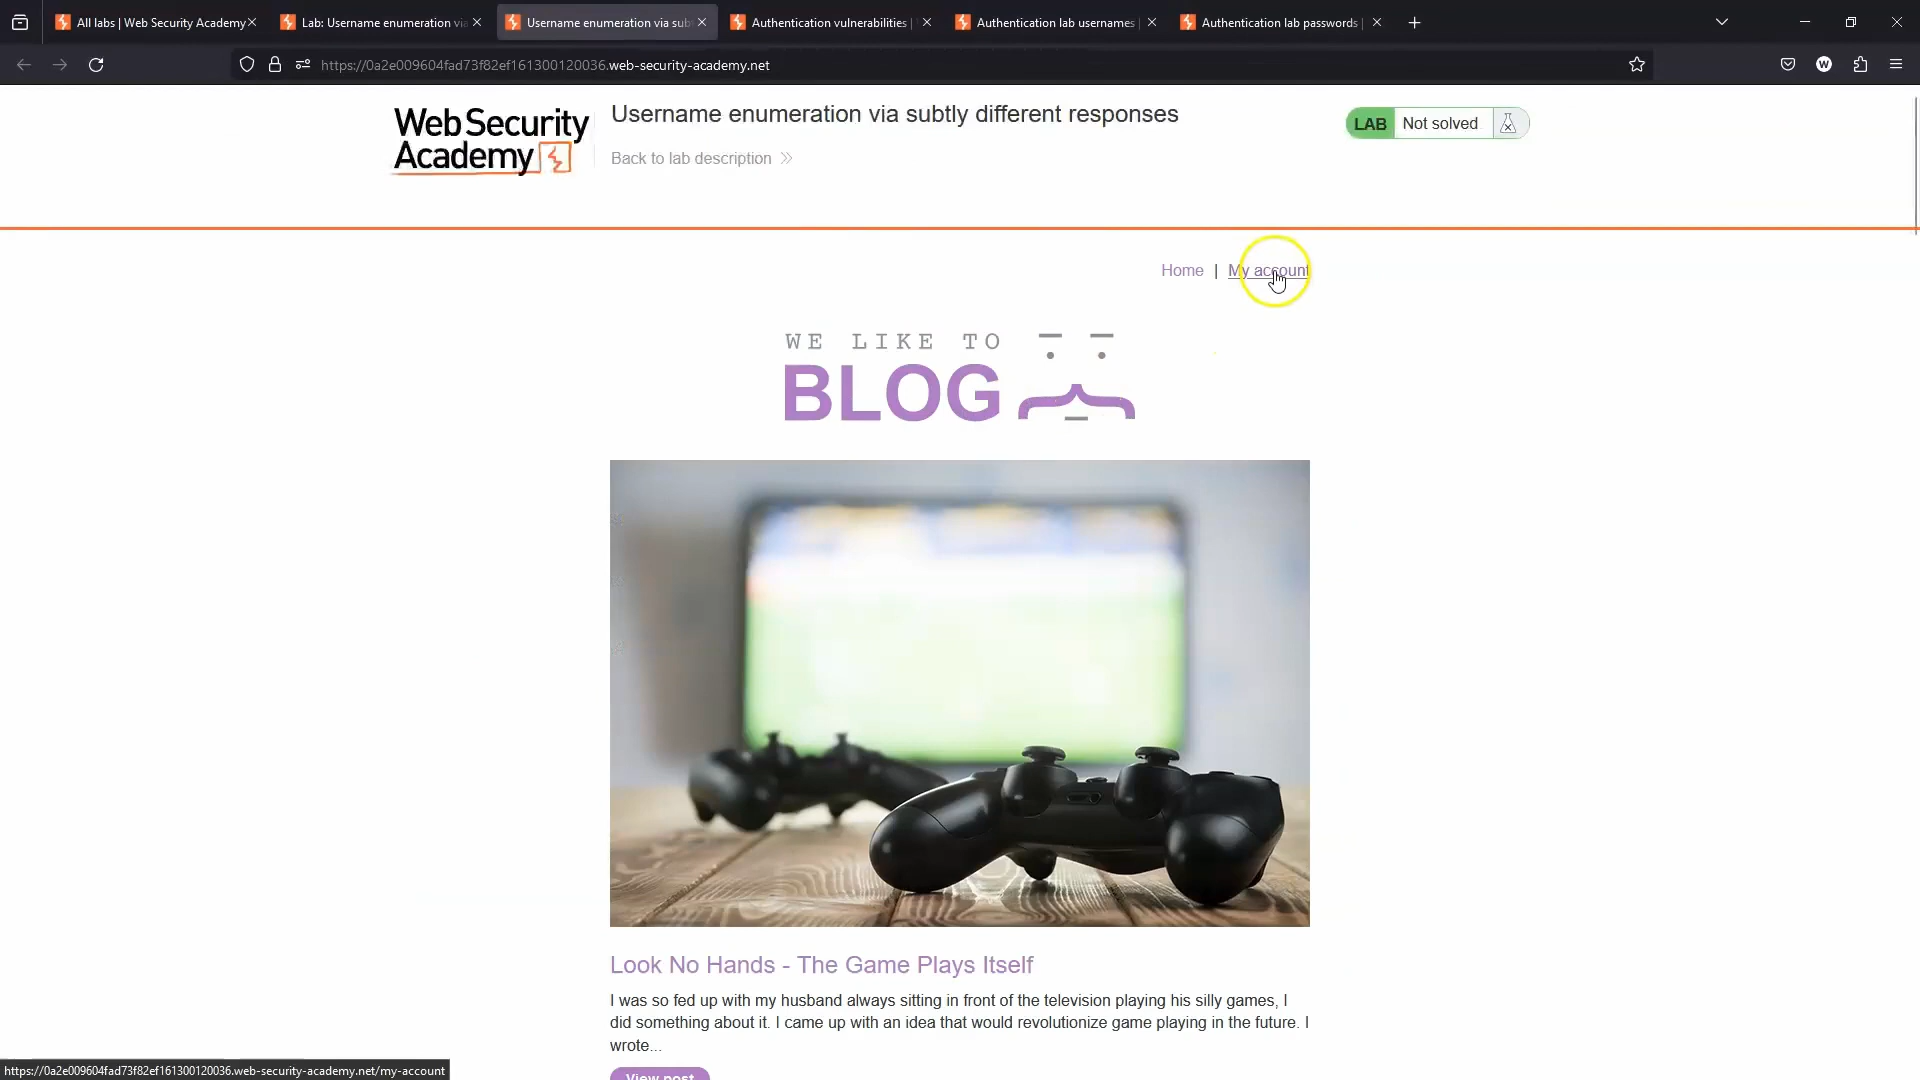 All labs | Web Security Academy
Lab: Username enumeration via
Username enumeration via sub
Authentication vulnerabilities |
Authentication lab usernames |
Authentication lab passwords |
https://0a2e009604fad73f82ef161300120036.web-security-academy.net
W
WebSecurity
Academy
Username enumeration via subtly different responses
Back to lab description
LAB Not solved
Home | My account
WE LIKE TO
BLOG
Look No Hands - The Game Plays Itself
I was so fed up with my husband always sitting in front of the television playing his silly games, I
did something about it. I came up with an idea that would revolutionize game playing in the future. I
wrote...
View post
https://0a2e009604fad73f82ef161300120036.web-security-academy.net/my-account